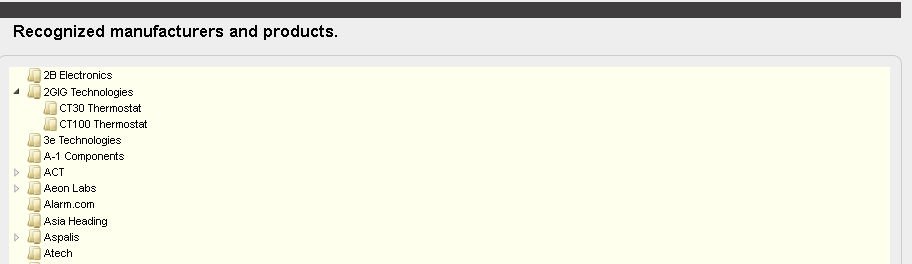 Recognized manufacturers and products.
2B Electronics
2GIG Technologies
CT30 Thermostat
CT100 Thermostat
3e Technologies
A-1 Components
ACT
Aeon Labs
Alarm.com
Asia Heading
Aspalis
Atech